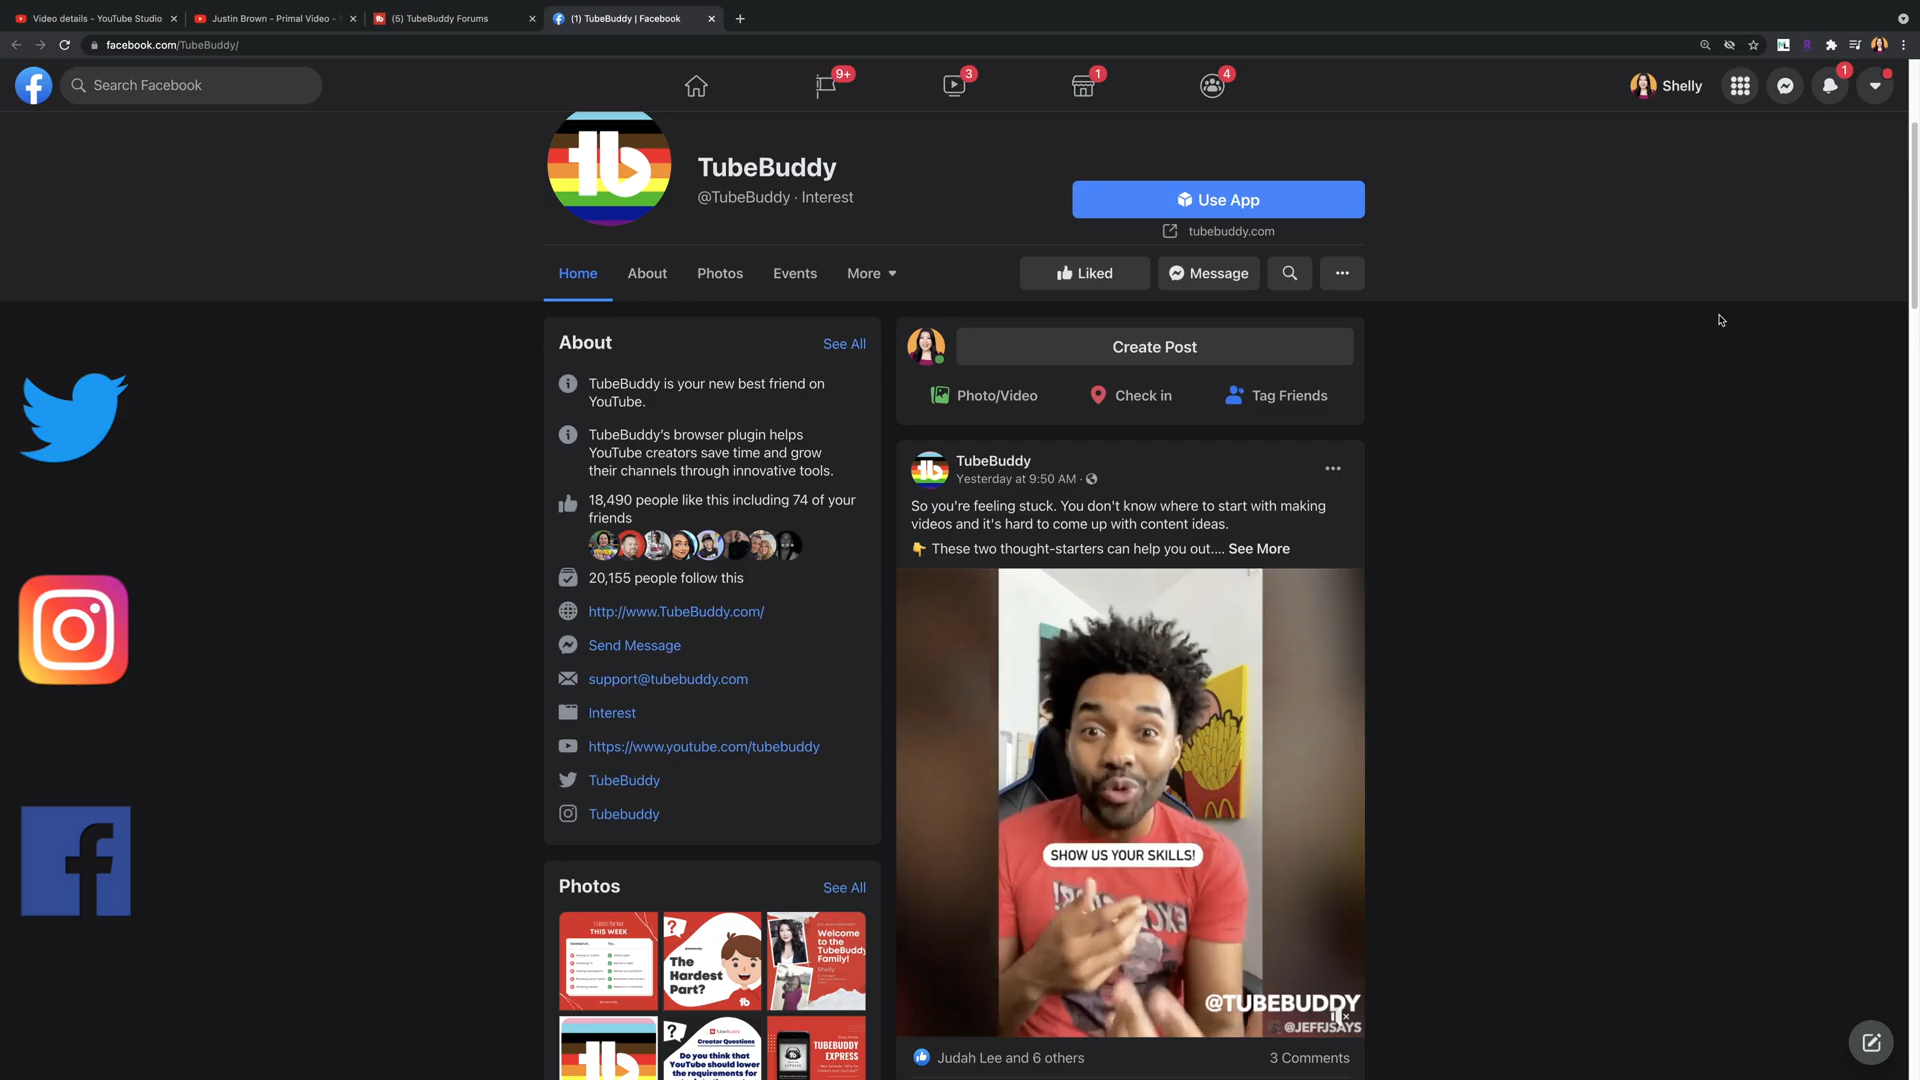 Video details - YouTube Studio
Justin Brown - Primal Video -
(5) TubeBuddy Forums
(1) TubeBuddy | Facebook
facebook.com/TubeBuddy/
Search Facebook
9+
3
1
4
Shelly
1
tb
TubeBuddy
@TubeBuddy · Interest
Use App
tubebuddy.com
Home
About
Photos
Events
More
Liked
Message
About
See All
TubeBuddy is your new best friend on
YouTube.
TubeBuddy's browser plugin helps
YouTube creators save time and grow
their channels through innovative tools.
18,490 people like this including 74 of your
friends
20,155 people follow this
http://www.TubeBuddy.com/
Send Message
support@tubebuddy.com
Interest
https://www.youtube.com/tubebuddy
TubeBuddy
Tubebuddy
Photos
See All
THIS WEEK
?
The
Hardest
Part?
tb
Welcome
to the
TubeBuddy
Family!
Shelly
tb
?
TubeBuddy
Creator Questions
Do you think that
YouTube should lower
the requirements for
TUBEBUDDY
EXPRESS
Create Post
Photo/Video
Check in
Tag Friends
tb
TubeBuddy
Yesterday at 9:50 AM ·
So you're feeling stuck. You don't know where to start with making
videos and it's hard to come up with content ideas.
These two thought-starters can help you out.... See More
SHOW US YOUR SKILLS!
@TUBEBUDDY
@JEFFJSAYS
Judah Lee and 6 others
3 Comments